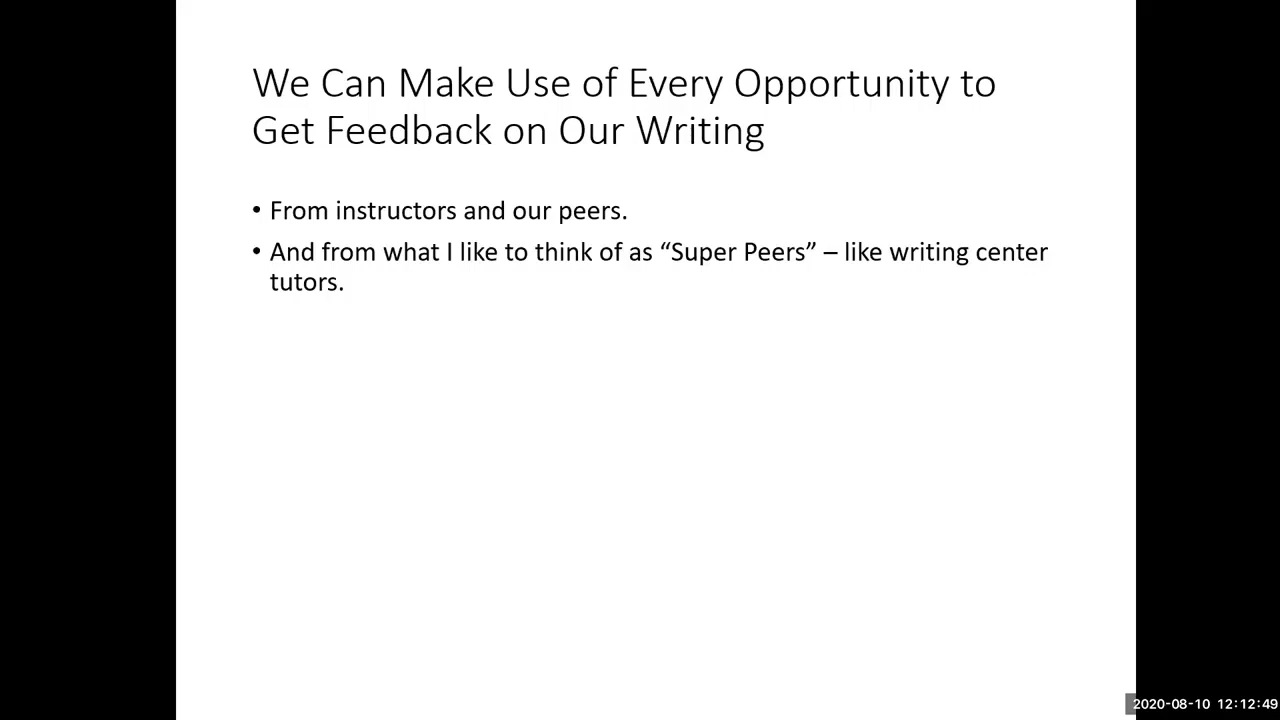 We Can Make Use of Every Opportunity to
Get Feedback on Our Writing
• From instructors and our peers.
• And from what I like to think of as “Super Peers” – like writing center
tutors.
2020-08-10 12:12:49